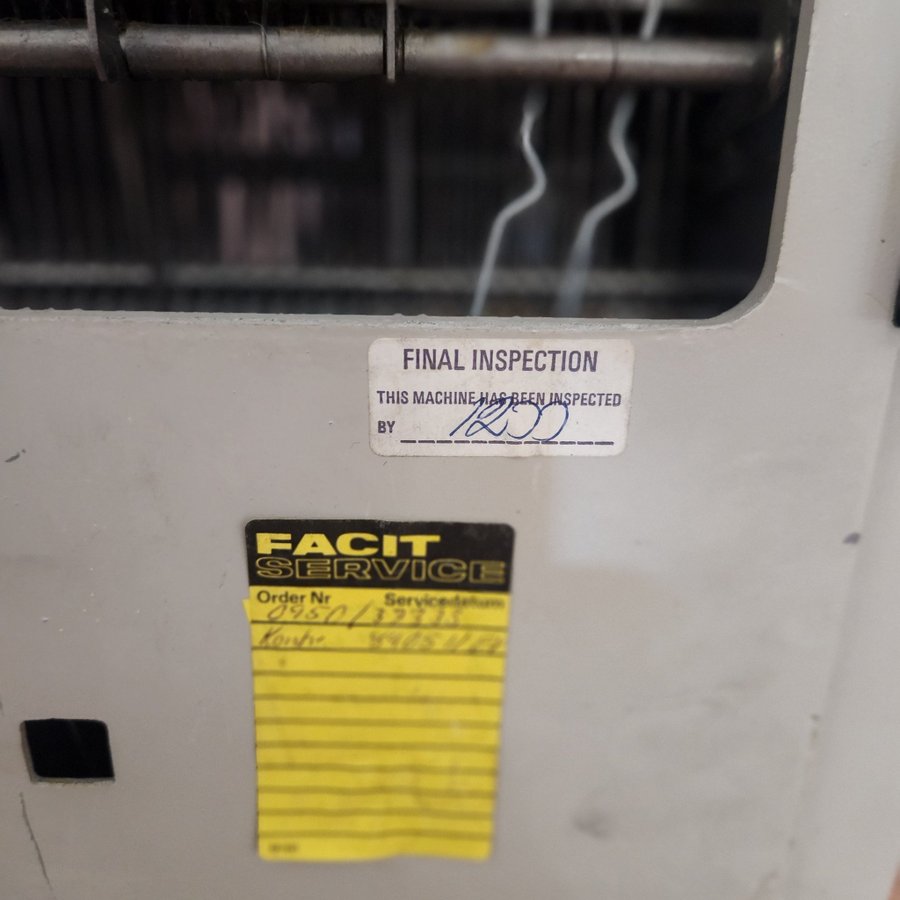 FINAL INSPECTION
THIS MACHINE HAS BEEN INSPECTED
BY 1200
FACIT
SERVICE
Order Nr Servicedatum